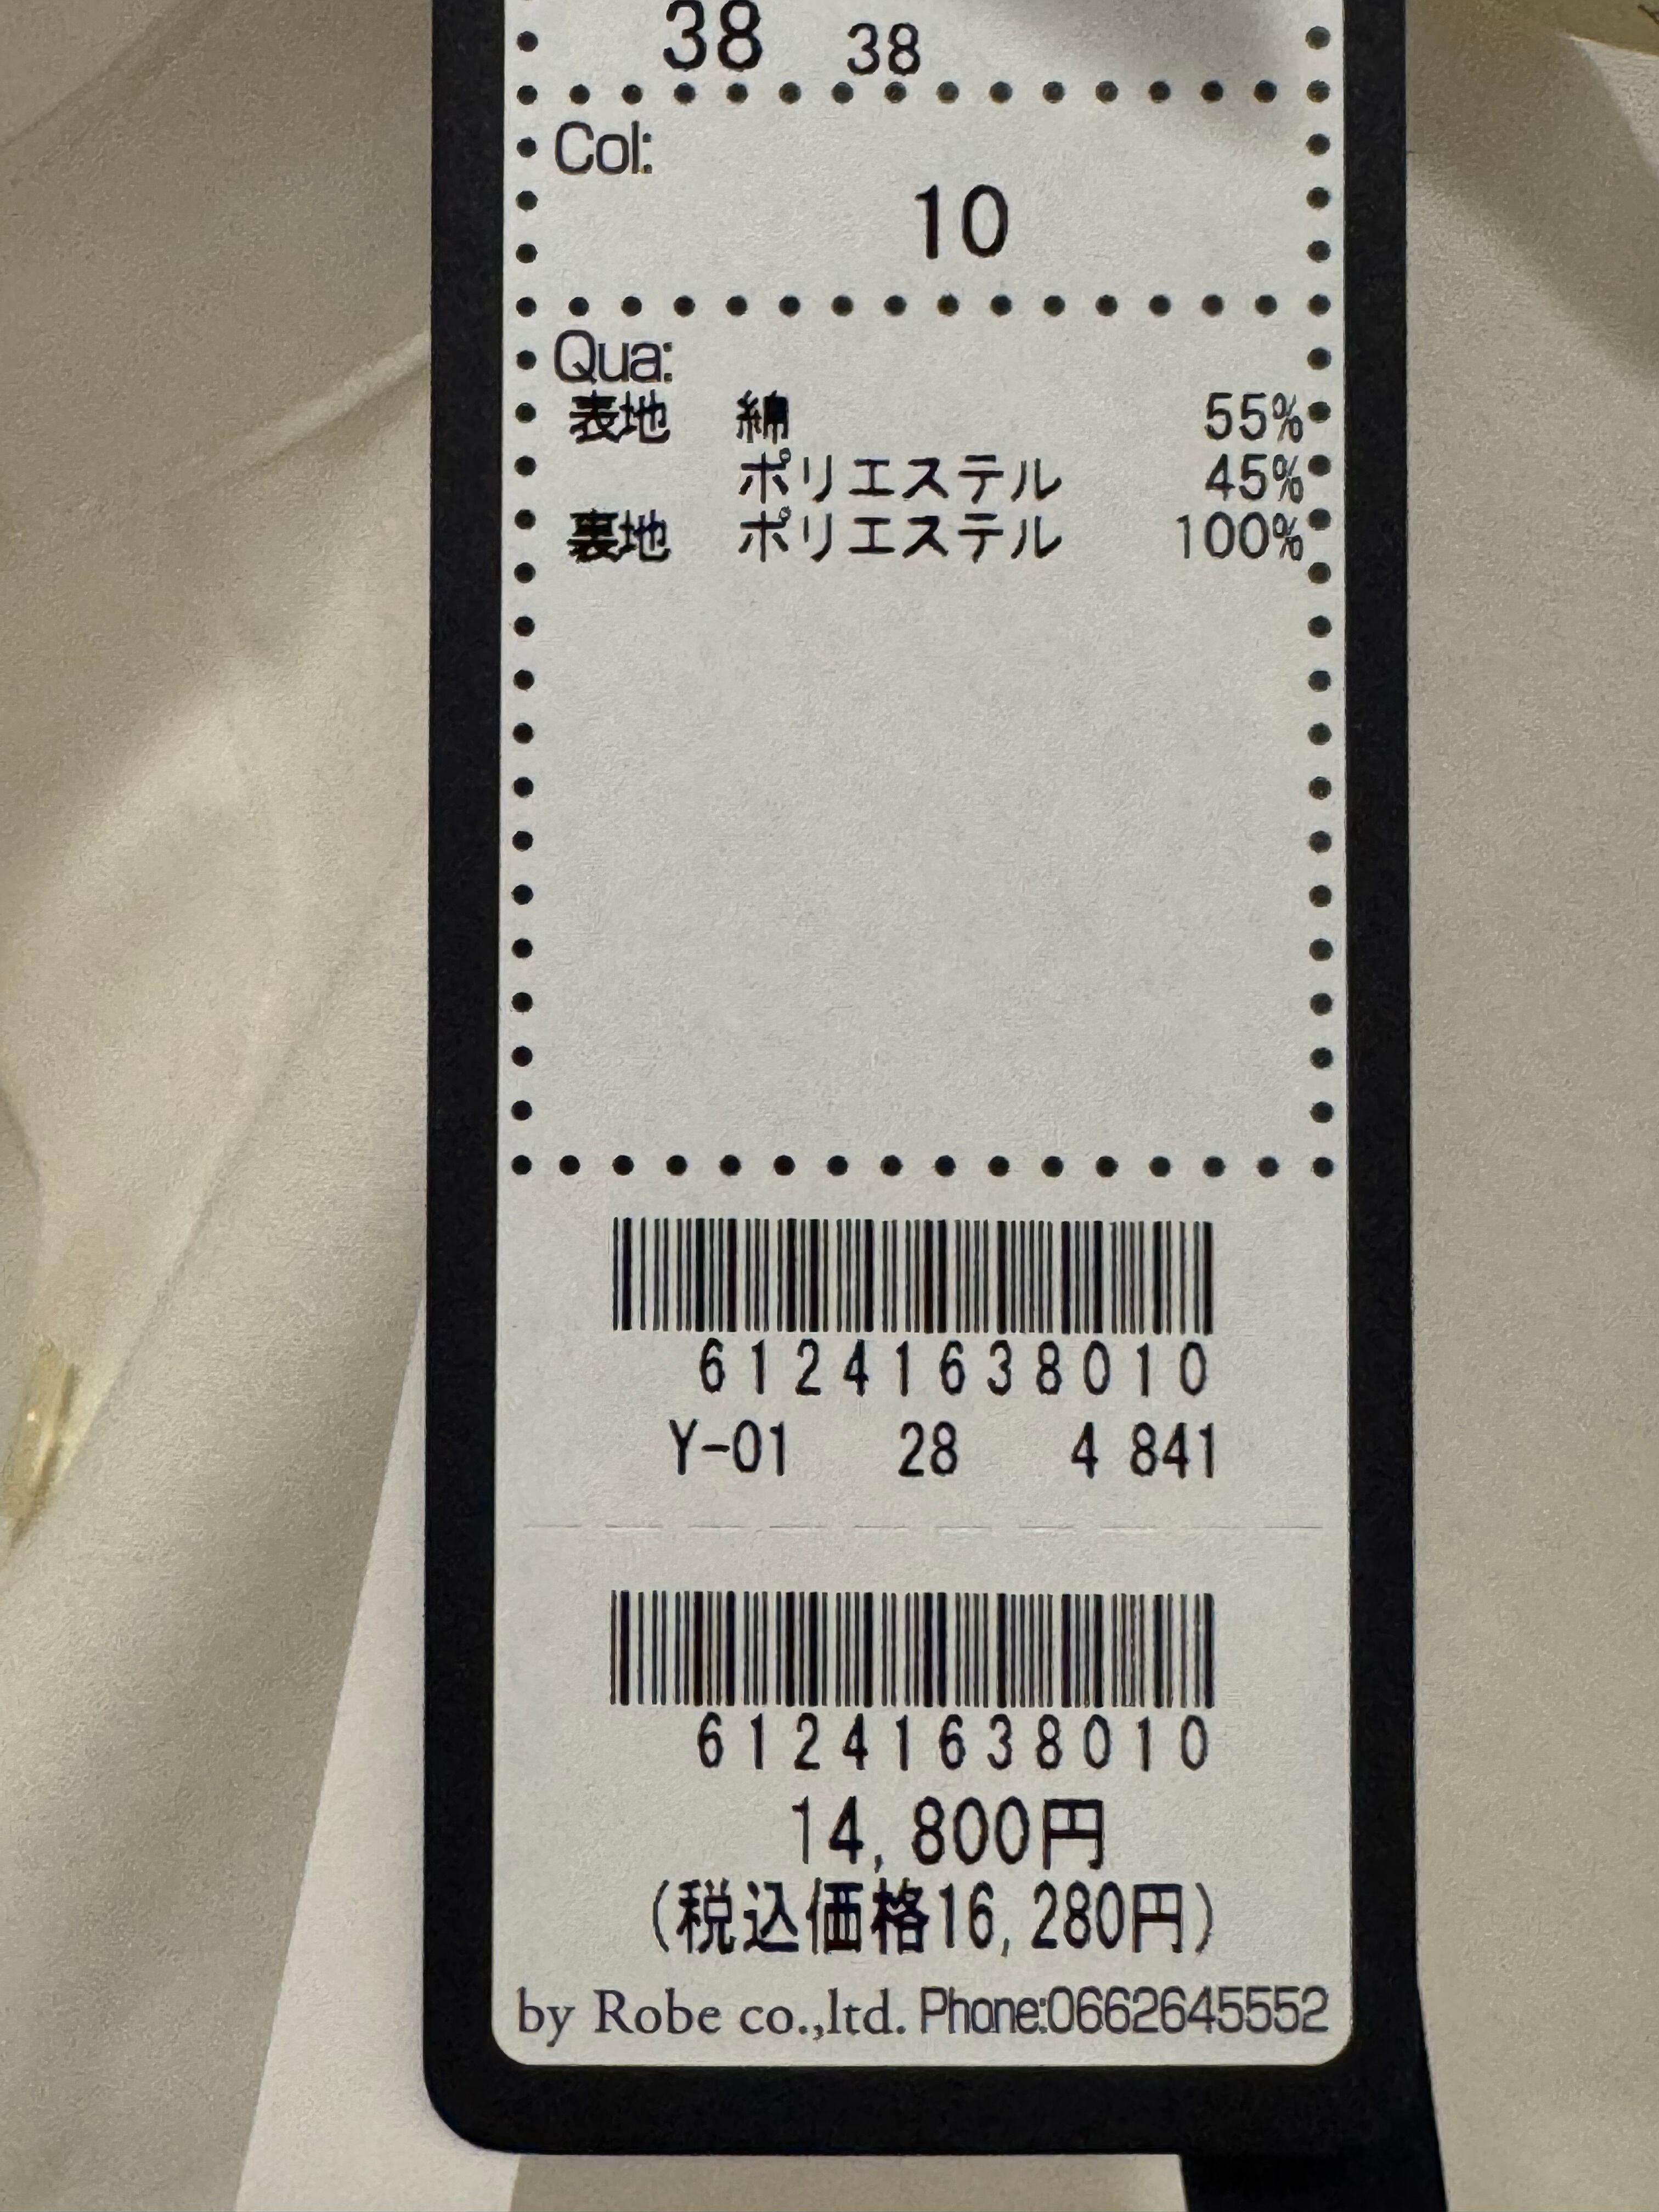 38 38
Col:
10
Qua:
表地 綿 55%
ポリエステル 45%
裏地 ポリエステル 100%
61241638010
Y-01 28 4 841
61241638010
14,800円
(税込価格16,280円)
by Robe co.,ltd. Phone:0662645552